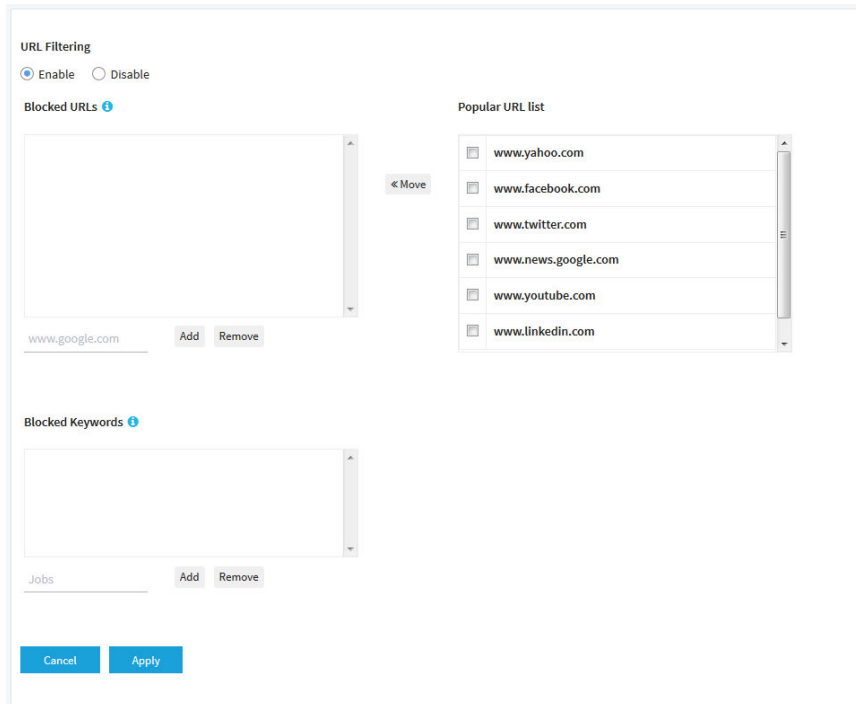 URL Filtering
Enable Disable
Blocked URLs
Popular URL list
www.yahoo.com
«Move
www.facebook.com
www.twitter.com
www.news.google.com
www.youtube.com
www.linkedin.com
www.google.com Add Remove
Blocked Keywords
Jobs Add Remove
Cancel Apply